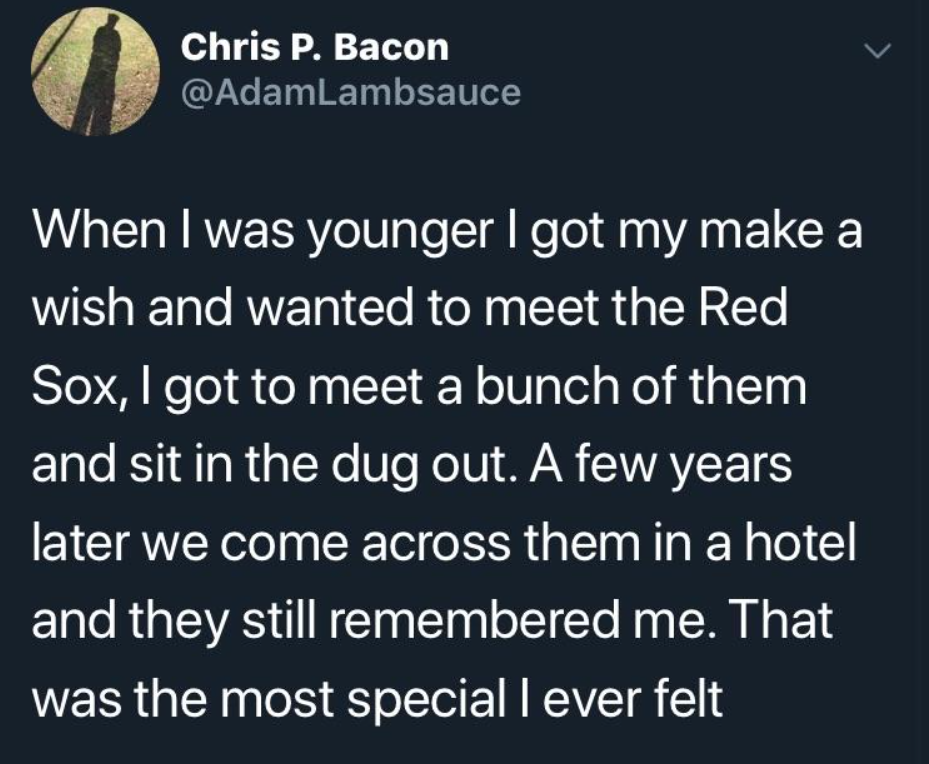 Chris P. Bacon
@AdamLambsauce
When I was younger I got my make a
wish and wanted to meet the Red
Sox, I got to meet a bunch of them
and sit in the dug out. A few years
later we come across them in a hotel
and they still remembered me. That
was the most special I ever felt